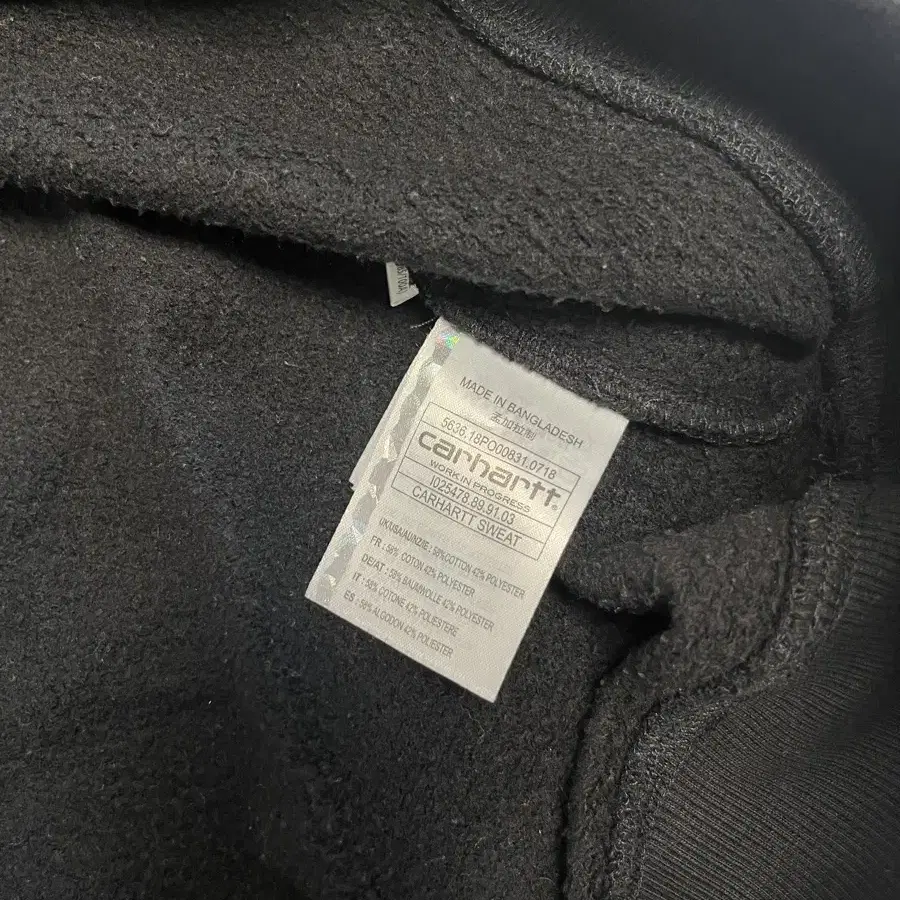 MADE IN BANGLADESH
孟加拉制
5636.18PO00831.0718
carhartt®
WORK IN PROGRESS
I025478.89.91.03
CARHARTT SWEAT
UK/USA/AU/NZ/IE : 58%COTTON 42% POLYESTER
FR : 58% COTON 42% POLYESTER
DE/AT : 58% BAUMWOLLE 42% POLYESTER
IT : 58% COTONE 42% POLIESTERE
ES : 58% ALGODON 42% POLIESTER